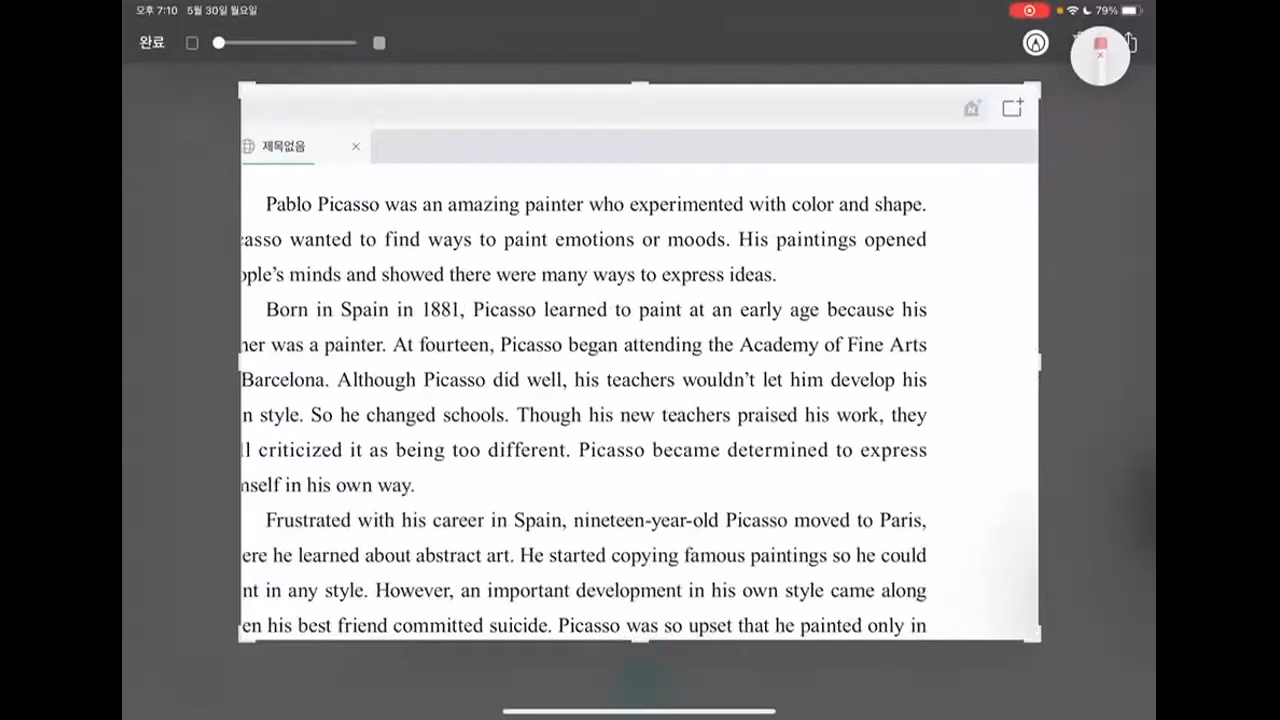 오후 7:10 5월 30일 월요일
79%
완료
제목없음
Pablo Picasso was an amazing painter who experimented with color and shape.
wanted to find ways to paint emotions or moods. His paintings opened
minds and showed there were many ways to express ideas.
Born in Spain in 1881, Picasso learned to paint at an early age because his
was a painter. At fourteen, Picasso began attending the Academy of Fine Arts
Barcelona. Although Picasso did well, his teachers wouldn't let him develop his
style. So he changed schools. Though his new teachers praised his work, they
criticized it as being too different. Picasso became determined to express
in his own way.
Frustrated with his career in Spain, nineteen-year-old Picasso moved to Paris,
he learned about abstract art. He started copying famous paintings so he could
in any style. However, an important development in his own style came along
his best friend committed suicide. Picasso was so upset that he painted only in